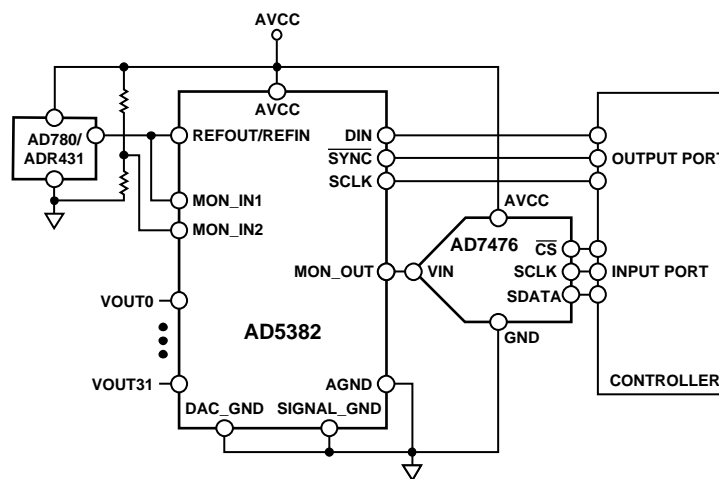 AVCC
AVCC
AD780/
ADR431
REFOUT/REFIN
MON_IN1
MON_IN2
VOUT0
VOUT31
AD5382
DIN
SYNC
SCLK
MON_OUT
AGND
DAC_GND
SIGNAL_GND
AVCC
AD7476
VIN
CS
SCLK
SDATA
GND
OUTPUT PORT
INPUT PORT
CONTROLLER